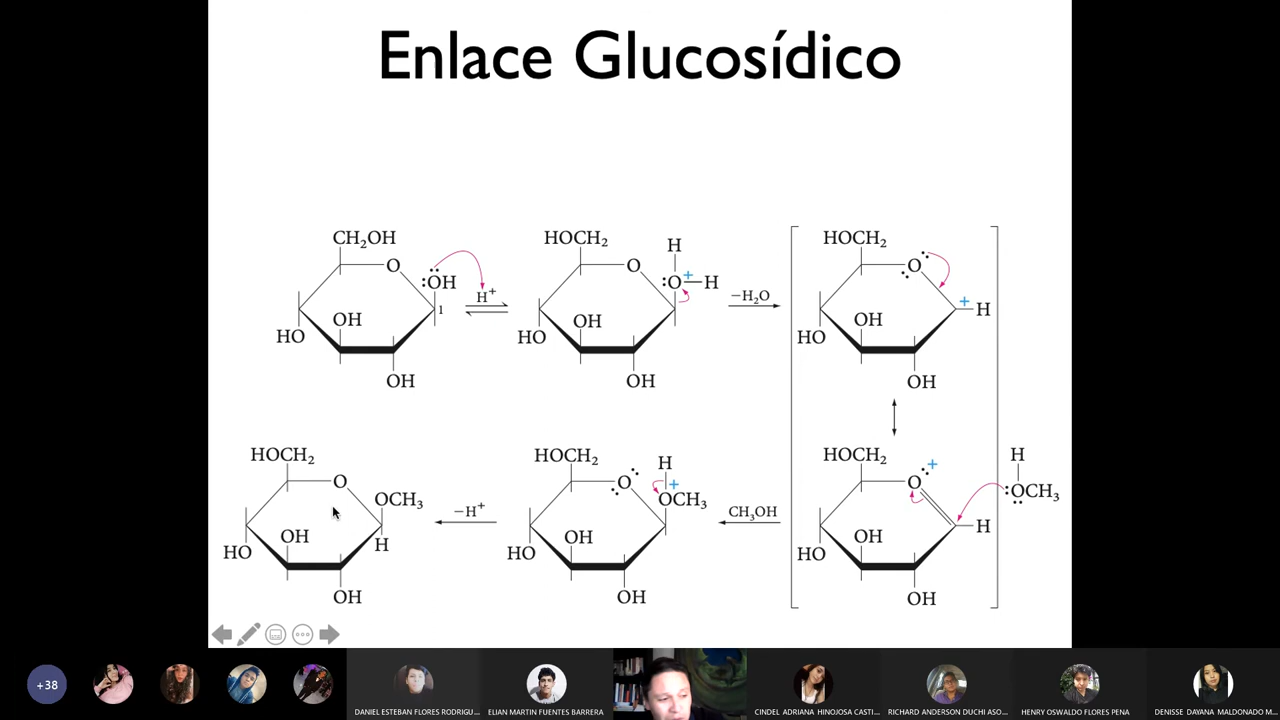 Enlace Glucosídico
CH₂OH
O
:OH
H⁺
1
OH
HO
OH
HOCH₂
O
H
:O⁺—H
OH
HO
OH
−H₂O
HOCH₂
O
+
H
OH
HO
OH
HOCH₂
O
+
H
OH
HO
OH
H
:OCH₃
CH₃OH
HOCH₂
O
H
+
OCH₃
OH
HO
OH
−H⁺
HOCH₂
O
OCH₃
H
OH
HO
OH
+38
DANIEL ESTEBAN FLORES RODRIGU...
ELIAN MARTIN FUENTES BARRERA
CINDEL ADRIANA HINOJOSA CASTI...
RICHARD ANDERSON DUCHI ASO...
HENRY OSWALDO FLORES PENA
DENISSE DAYANA MALDONADO M...